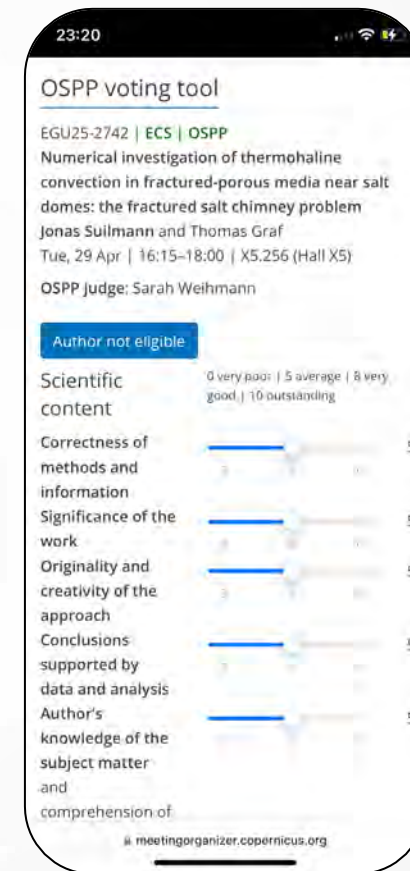 23:20
OSPP voting tool
EGU25-2742 | ECS | OSPP
Numerical investigation of thermohaline
convection in fractured-porous media near salt
domes: the fractured salt chimney problem
Jonas Suilmann and Thomas Graf
Tue, 29 Apr | 16:15–18:00 | X5.256 (Hall X5)
OSPP judge: Sarah Weihmann
Author not eligible
Scientific
content
0 very poor | 5 average | 8 very
good | 10 outstanding
Correctness of
methods and
information
Significance of the
work
Originality and
creativity of the
approach
Conclusions
supported by
data and analysis
Author's
knowledge of the
subject matter
and
comprehension of
meetingorganizer.copernicus.org